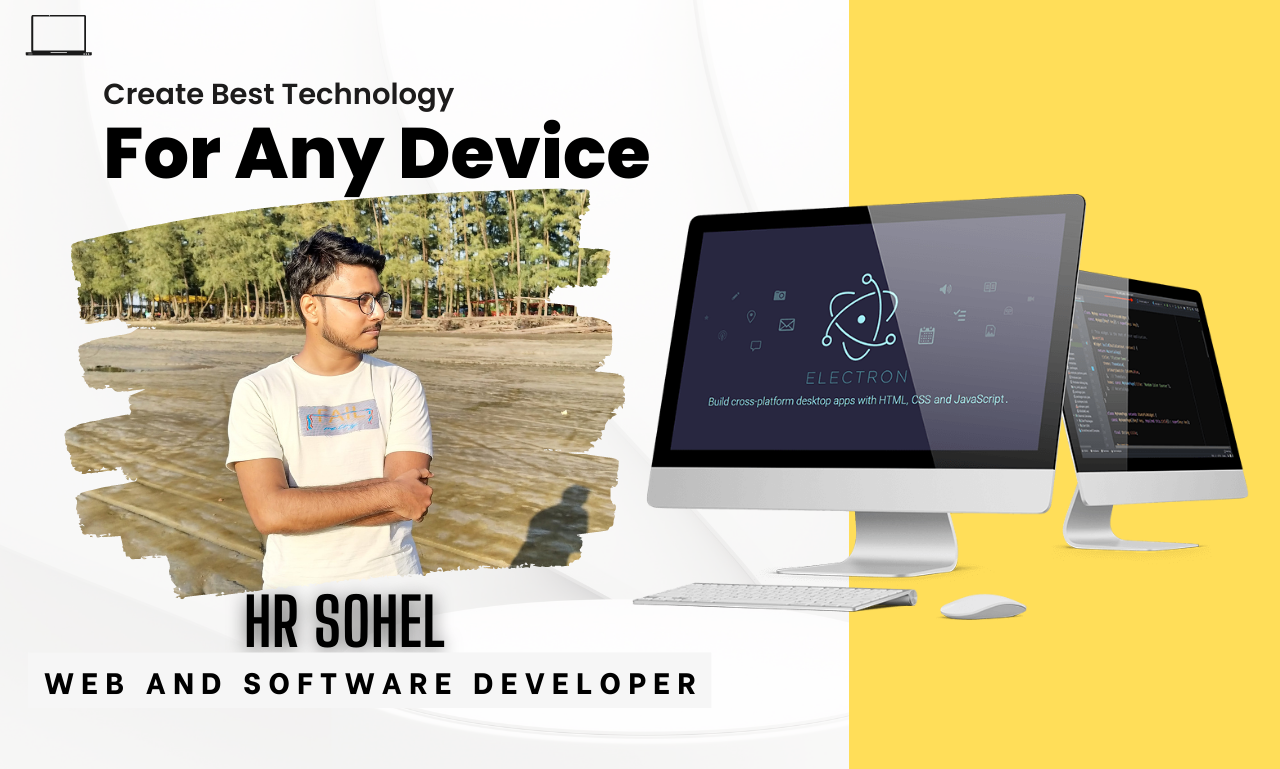 Create Best Technology
For Any Device
ELECTRON
Build cross-platform desktop apps with HTML, CSS and JavaScript.
HR SOHEL
WEB AND SOFTWARE DEVELOPER